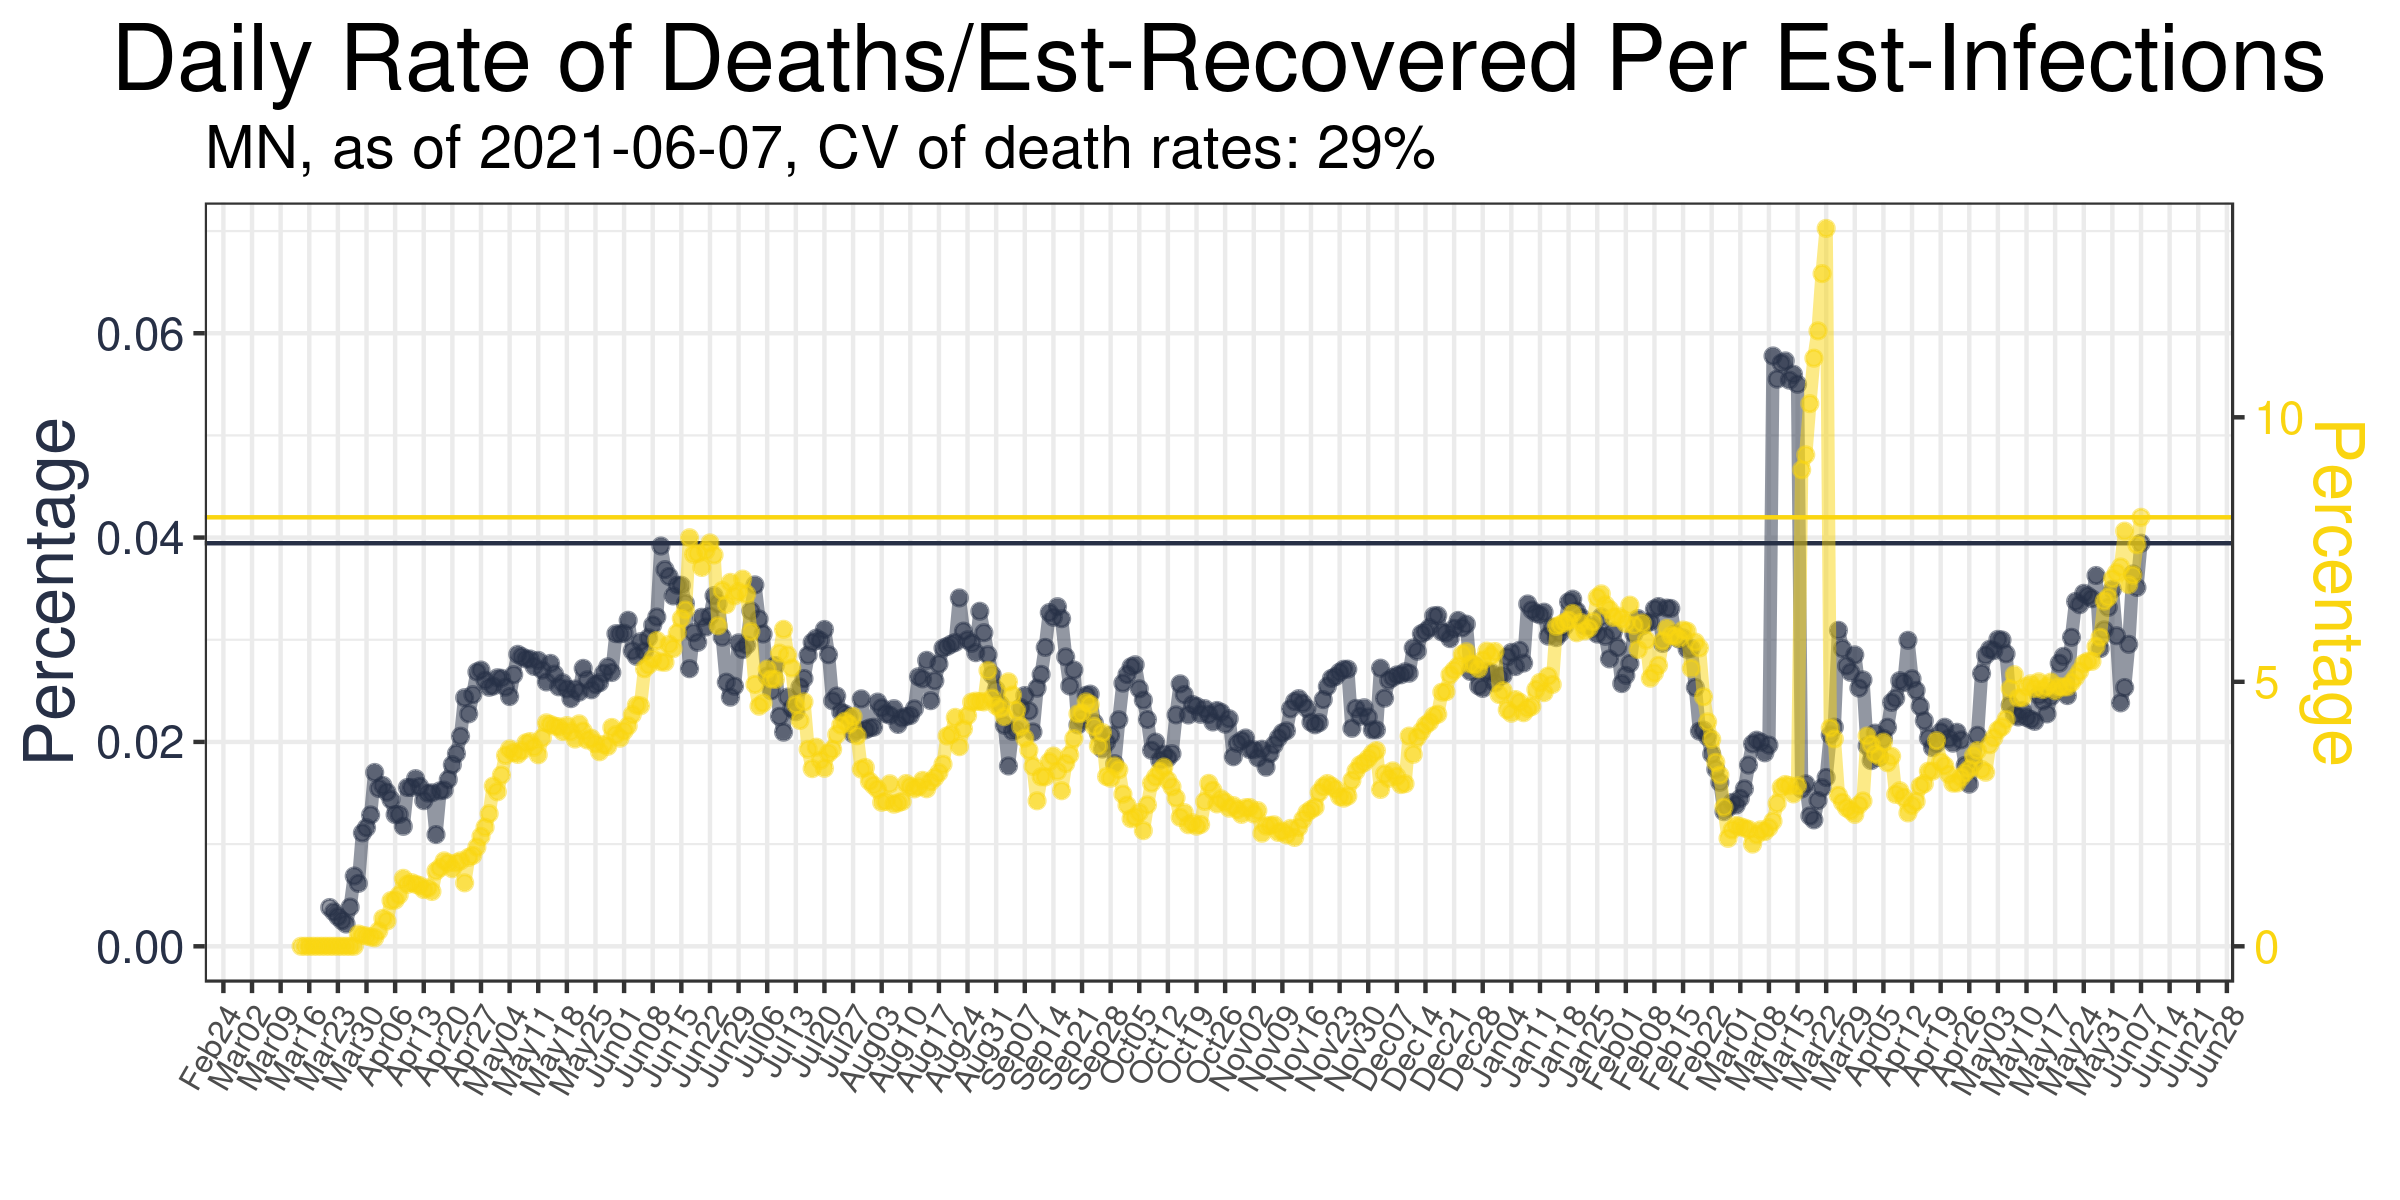 Daily Rate of Deaths/Est-Recovered Per Est-Infections
MN, as of 2021-06-07, CV of death rates: 29%
Percentage
0.06
0.04
0.02
0.00
10
5
0
Percentage
Feb24
Mar02
Mar09
Mar16
Mar23
Mar30
Apr06
Apr13
Apr20
Apr27
May04
May11
May18
May25
Jun01
Jun08
Jun15
Jun22
Jun29
Jul06
Jul13
Jul20
Jul27
Aug03
Aug10
Aug17
Aug24
Aug31
Sep07
Sep14
Sep21
Sep28
Oct05
Oct12
Oct19
Oct26
Nov02
Nov09
Nov16
Nov23
Nov30
Dec07
Dec14
Dec21
Dec28
Jan04
Jan11
Jan18
Jan25
Feb01
Feb08
Feb15
Feb22
Mar01
Mar08
Mar15
Mar22
Mar29
Apr05
Apr12
Apr19
Apr26
May03
May10
May17
May24
May31
Jun07
Jun14
Jun21
Jun28